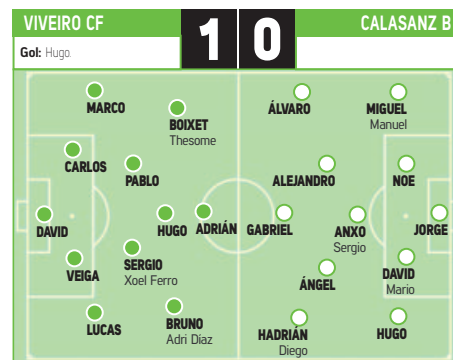 VIVEIRO CF 1 0 CALASANZ B
Gol: Hugo.
MARCO
BOIXET
Thesome
CARLOS
PABLO
DAVID
HUGO
ADRIÁN
VEIGA
SERGIO
Xoel Ferro
LUCAS
BRUNO
Adri Díaz
ÁLVARO
MIGUEL
Manuel
ALEJANDRO
NOE
GABRIEL
ANXO
Sergio
JORGE
ÁNGEL
DAVID
Mario
HADRIÁN
Diego
HUGO